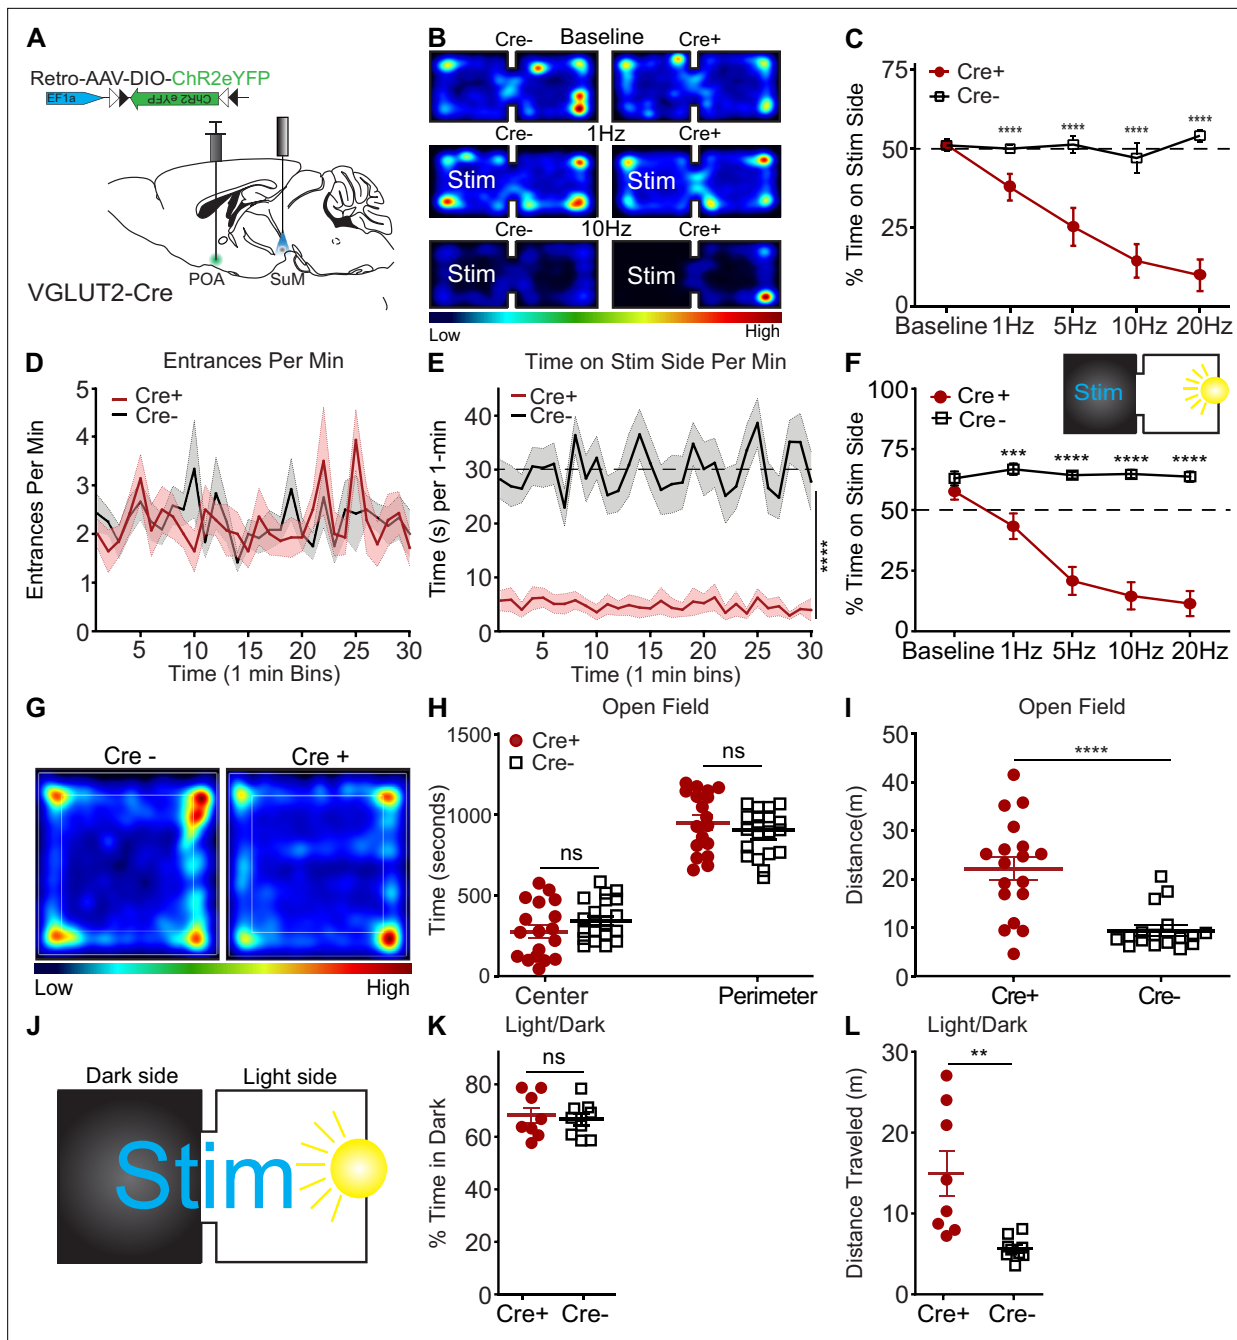 A
Retro-AAV-DIO-ChR2eYFP
EF1a
ChR2 eYFP
POA
SuM
VGLUT2-Cre
B
Cre-
Baseline
Cre+
Cre-
1Hz
Cre+
Stim
Stim
Cre-
10Hz
Cre+
Stim
Stim
Low
High
C
Cre+
Cre-
% Time on Stim Side
75
50
25
0
**** **** **** ****
Baseline 1Hz 5Hz 10Hz 20Hz
D
Entrances Per Min
Cre+
Cre-
Entrances Per Min
5
4
3
2
1
0
5 10 15 20 25 30
Time (1 min Bins)
E
Time on Stim Side Per Min
Cre+
Cre-
Time (s) per 1-min
40
30
20
10
0
****
5 10 15 20 25 30
Time (1 min bins)
F
Stim
Cre+
Cre-
% Time on Stim Side
100
75
50
25
0
*** **** **** ****
Baseline 1Hz 5Hz 10Hz 20Hz
G
Cre -
Cre +
Low
High
H
Open Field
Cre+
Cre-
Time (seconds)
1500
1000
500
0
ns
ns
Center
Perimeter
I
Open Field
Distance(m)
50
40
30
20
10
0
****
Cre+
Cre-
J
Dark side
Light side
Stim
K
Light/Dark
% Time in Dark
80
60
40
20
0
ns
Cre+
Cre-
L
Light/Dark
Distance Traveled (m)
30
20
10
0
**
Cre+
Cre-